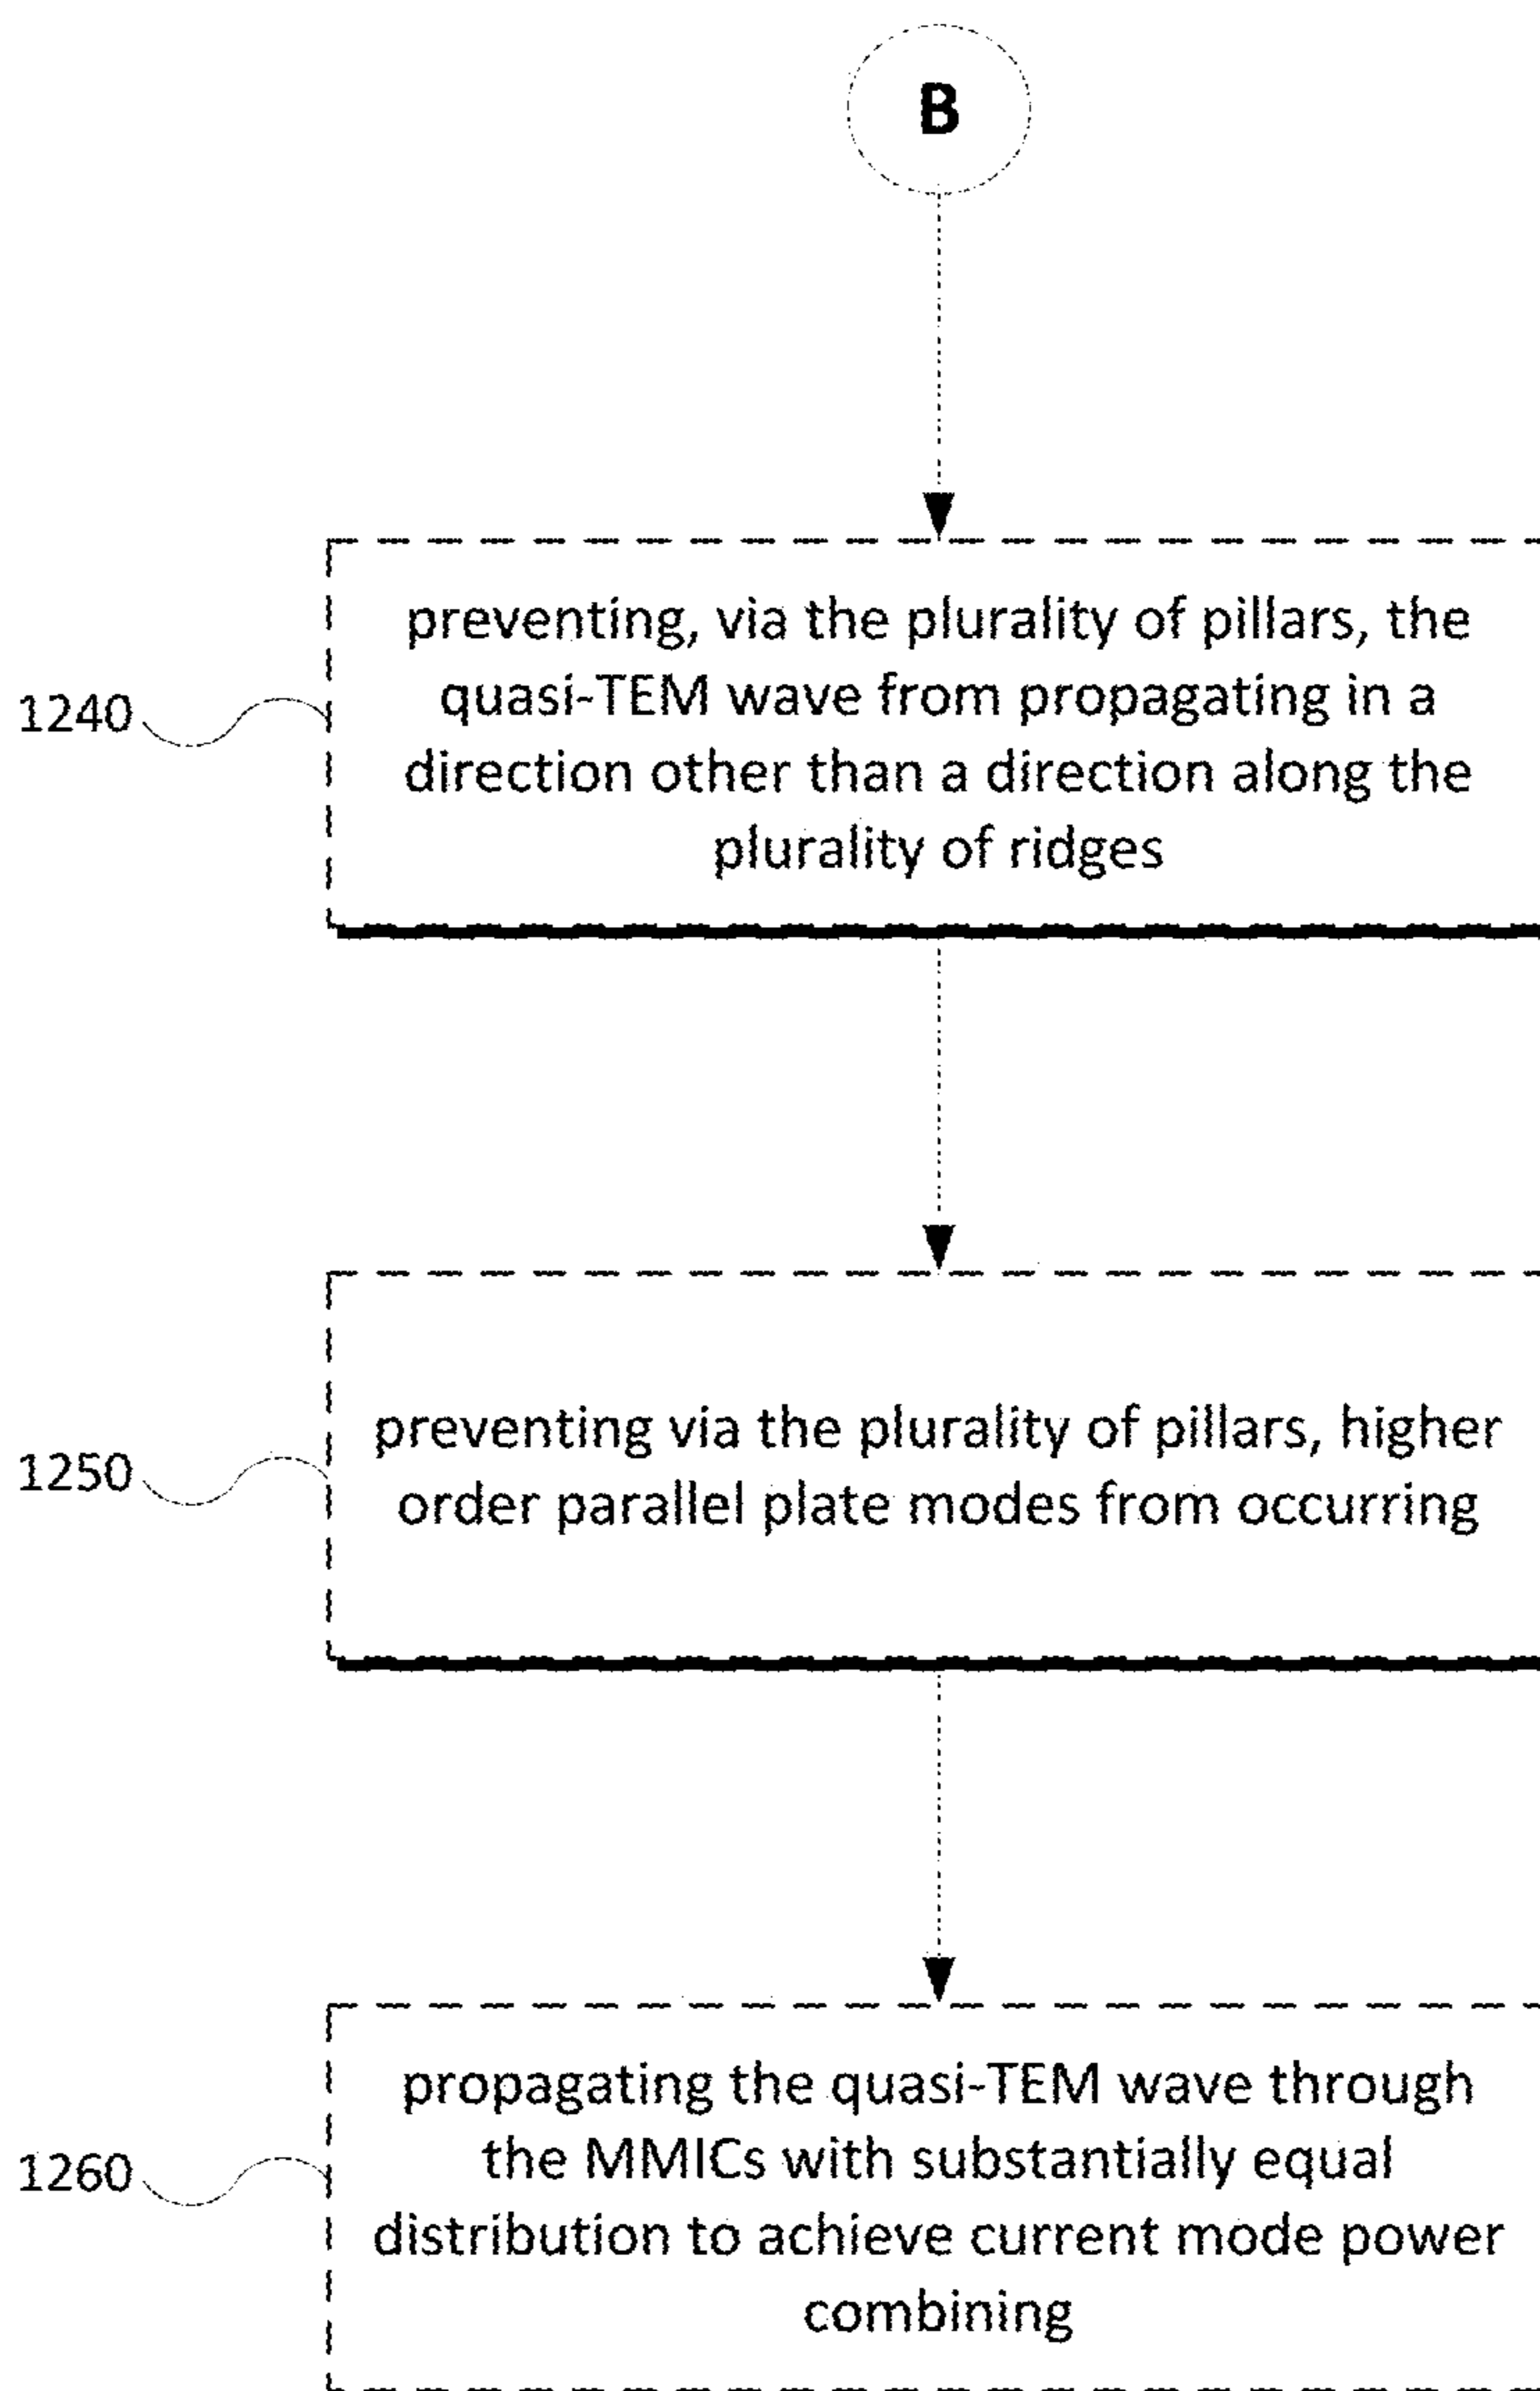 B
preventing, via the plurality of pillars, the
quasi-TEM wave from propagating in a
direction other than a direction along the
plurality of ridges
1240
preventing via the plurality of pillars, higher
order parallel plate modes from occurring
1250
propagating the quasi-TEM wave through
the MMICs with substantially equal
distribution to achieve current mode power
combining
1260